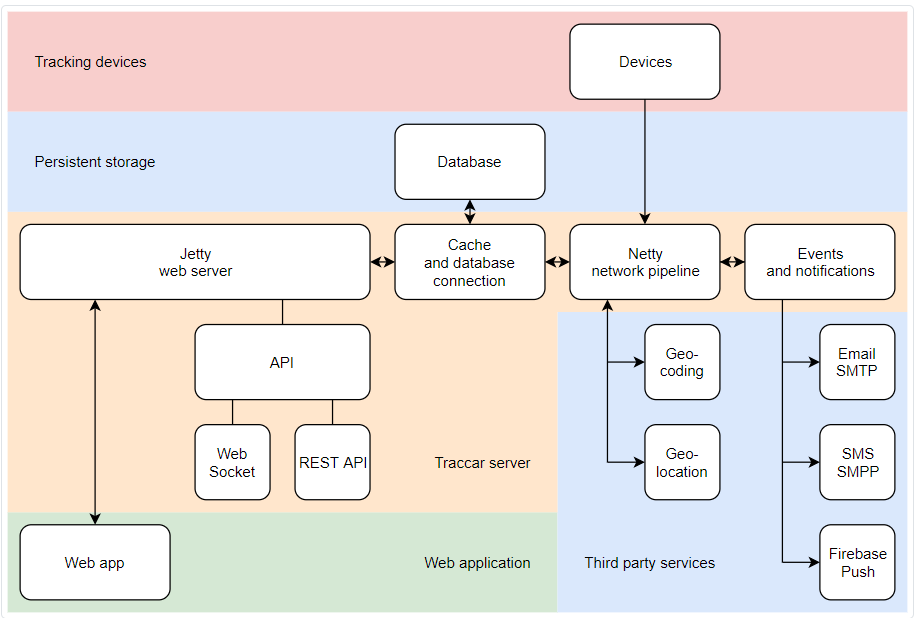 Tracking devices
Devices
Persistent storage
Database
Jetty
web server
Cache
and database
connection
Netty
network pipeline
Events
and notifications
API
Geo-
coding
Email
SMTP
Web
Socket
REST API
Traccar server
Geo-
location
SMS
SMPP
Web app
Web application
Third party services
Firebase
Push